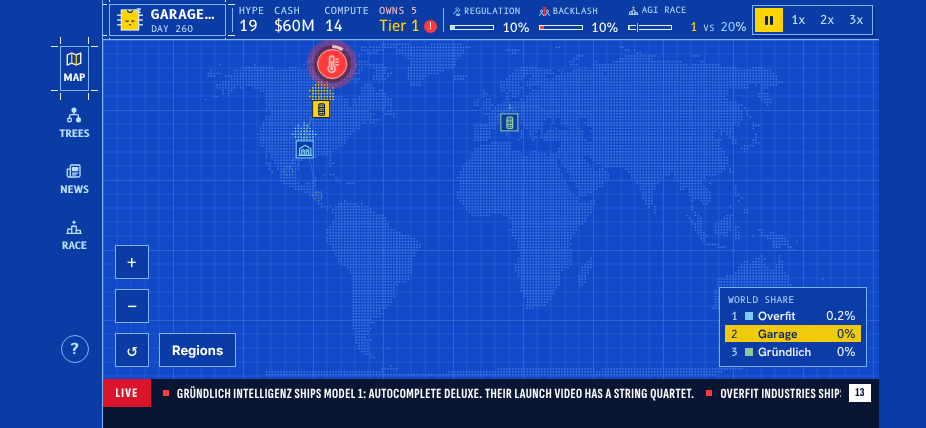 GARAGE...
DAY 260
HYPE
19
CASH
$60M
COMPUTE
14
OWNS 5
Tier 1 !
REGULATION
10%
BACKLASH
10%
AGI RACE
1 VS 20%
1x 2x 3x
MAP
TREES
NEWS
RACE
?
+
−
↺
Regions
WORLD SHARE
1 Overfit 0.2%
2 Garage 0%
3 Gründlich 0%
LIVE
GRÜNDLICH INTELLIGENZ SHIPS MODEL 1: AUTOCOMPLETE DELUXE. THEIR LAUNCH VIDEO HAS A STRING QUARTET. OVERFIT INDUSTRIES SHIPS
13